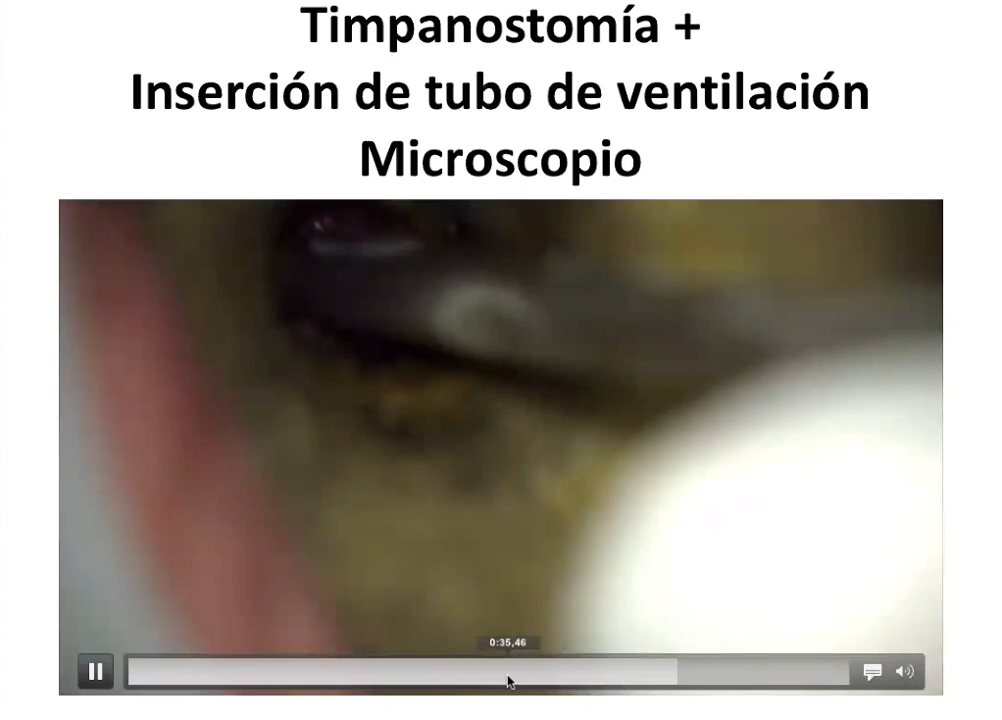 Timpanostomía +
Inserción de tubo de ventilación
Microscopio
0:35,46